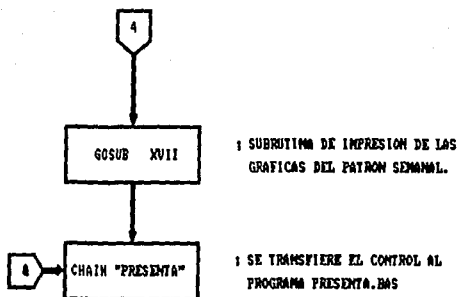 4
GOSUB XVII
; SUBRUTINA DE IMPRESION DE LAS
GRAFICAS DEL PATRON SEMANAL.
4
CHAIN "PRESENTA"
; SE TRANSFIERE EL CONTROL AL
PROGRAMA PRESENTA.BAS